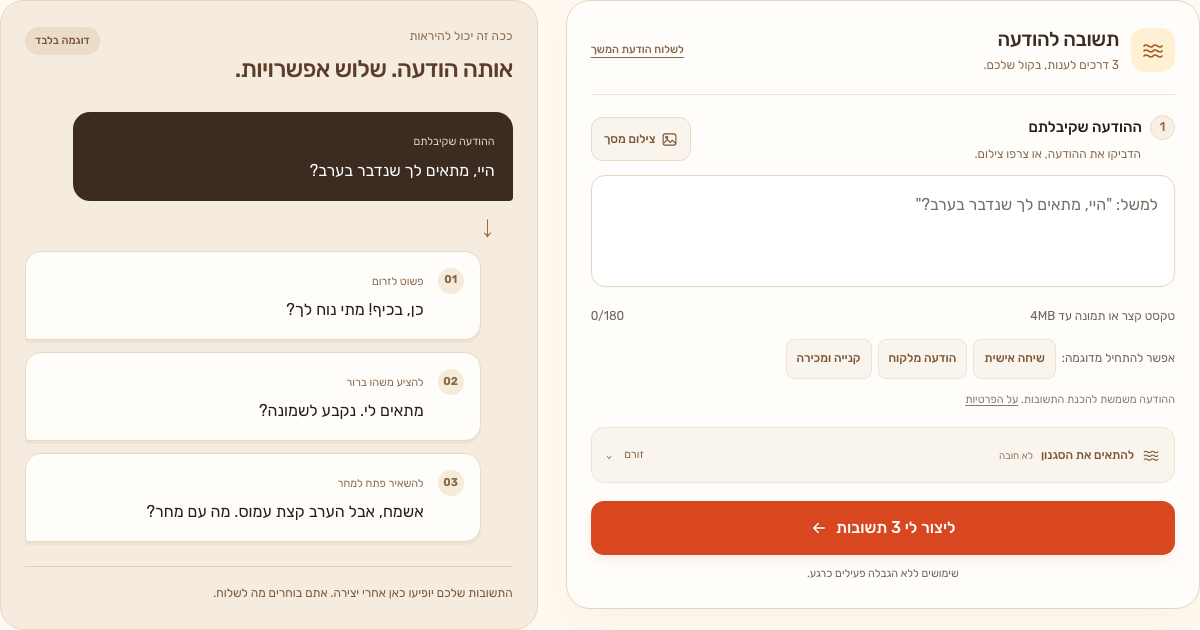 תשובה להודעה
3 דרכים לענות, בקול שלכם.
לשלוח הודעת המשך
1
ההודעה שקיבלתם
הדביקו את ההודעה, או צרפו צילום.
צילום מסך
למשל: "היי, מתאים לך שנדבר בערב?"
טקסט קצר או תמונה עד 4MB
0/180
אפשר להתחיל מדוגמה:
שיחה אישית
הודעה מלקוח
קנייה ומכירה
ההודעה משמשת להכנת התשובות. על הפרטיות
להתאים את הסגנון
לא חובה
זורם
ליצור לי 3 תשובות ←
שימושים ללא הגבלה פעילים כרגע.
ככה זה יכול להיראות
דוגמה בלבד
אותה הודעה. שלוש אפשרויות.
ההודעה שקיבלתם
היי, מתאים לך שנדבר בערב?
↓
01
פשוט לזרום
כן, בכיף! מתי נוח לך?
02
להציע משהו ברור
מתאים לי. נקבע לשמונה?
03
להשאיר פתח למחר
אשמח, אבל הערב קצת עמוס. מה עם מחר?
התשובות שלכם יופיעו כאן אחרי יצירה. אתם בוחרים מה לשלוח.